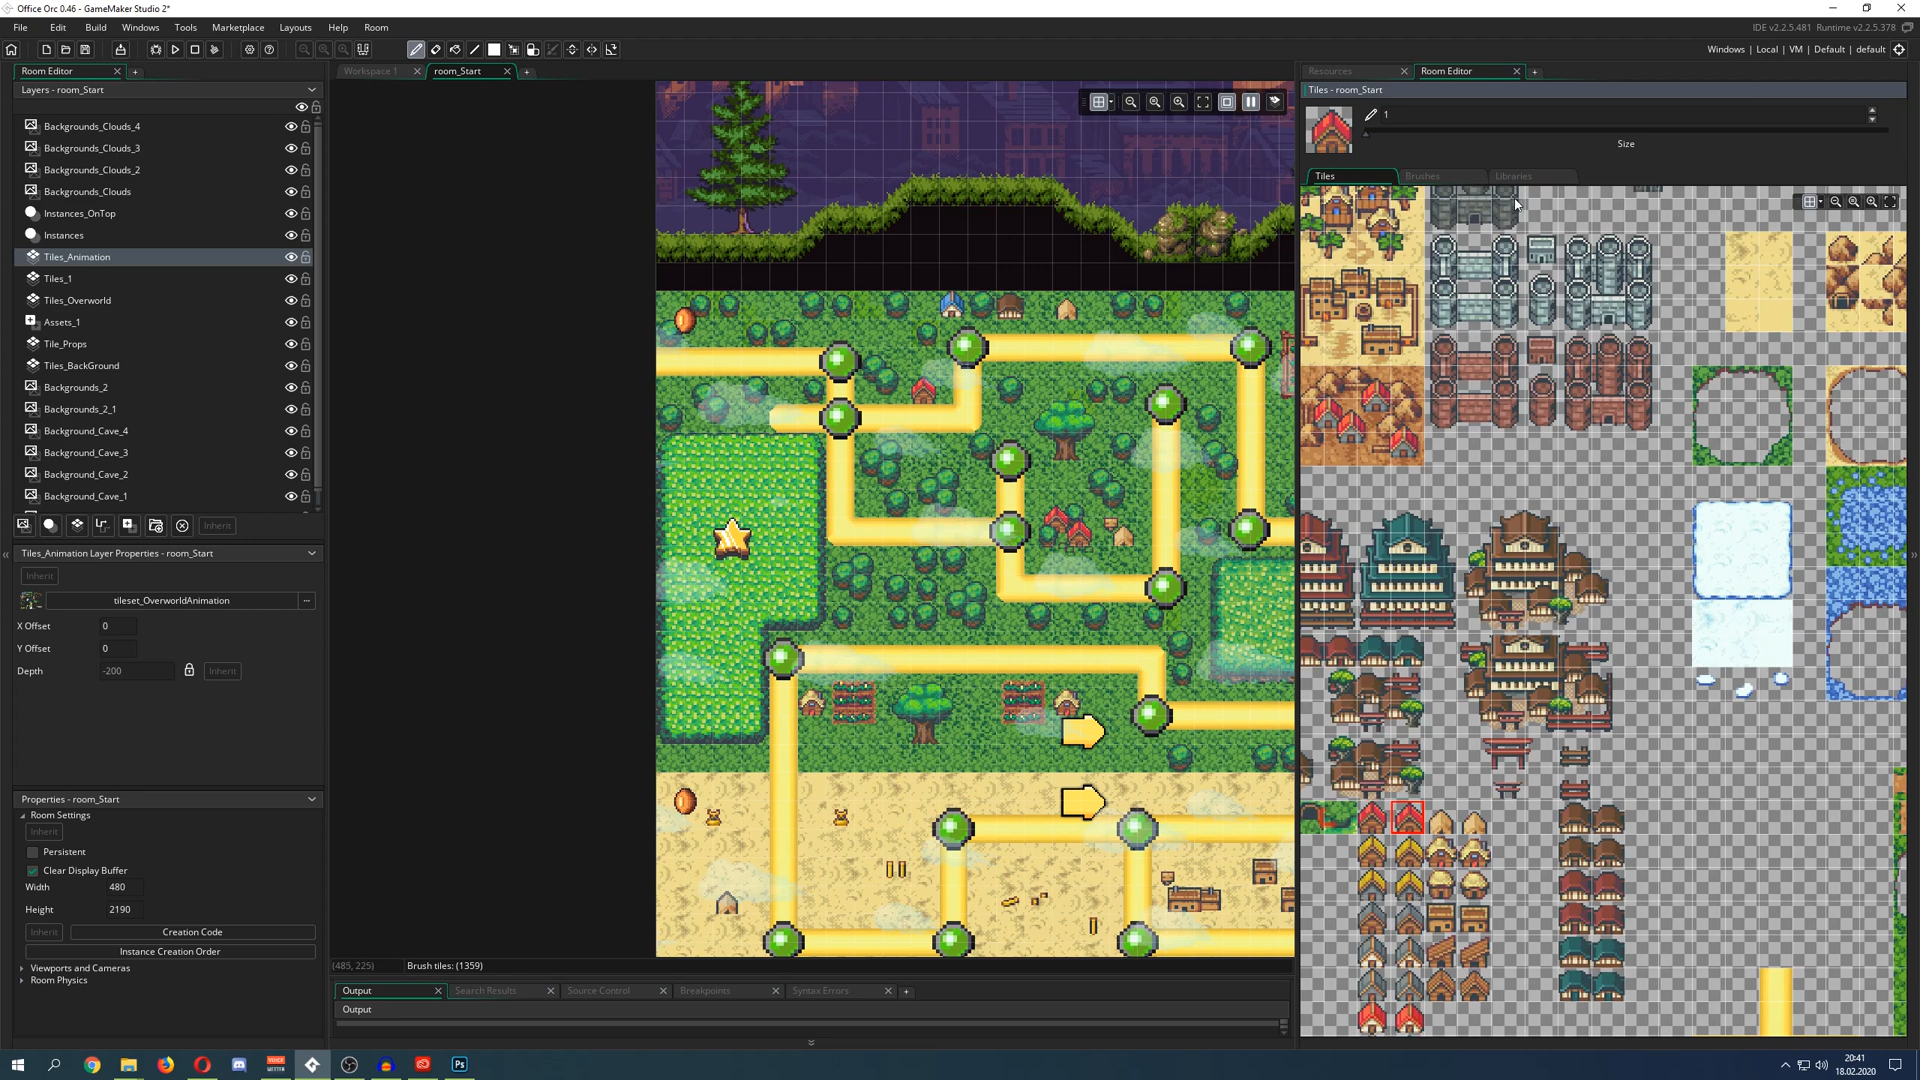 Office Orc 0.46 - GameMaker Studio 2*
File Edit Build Windows Tools Marketplace Layouts Help Room
IDE v2.2.5.481 Runtime v2.2.5.378
Windows | Local | VM | Default | default
Room Editor
Workspace 1
room_Start
Resources
Room Editor
Layers - room_Start
Tiles - room_Start
1
Size
Tiles
Brushes
Libraries
Backgrounds_Clouds_4
Backgrounds_Clouds_3
Backgrounds_Clouds_2
Backgrounds_Clouds
Instances_OnTop
Instances
Tiles_Animation
Tiles_1
Tiles_Overworld
Assets_1
Tile_Props
Tiles_BackGround
Backgrounds_2
Backgrounds_2_1
Background_Cave_4
Background_Cave_3
Background_Cave_2
Background_Cave_1
Inherit
Tiles_Animation Layer Properties - room_Start
Inherit
tileset_OverworldAnimation
X Offset 0
Y Offset 0
Depth -200 Inherit
Properties - room_Start
Room Settings
Inherit
Persistent
Clear Display Buffer
Width 480
Height 2190
Inherit Creation Code
Instance Creation Order
Viewports and Cameras
Room Physics
(485, 225) Brush tiles: (1359)
Output Search Results Source Control Breakpoints Syntax Errors
Output
VOICE MEETER
Ps
20:41
18.02.2020